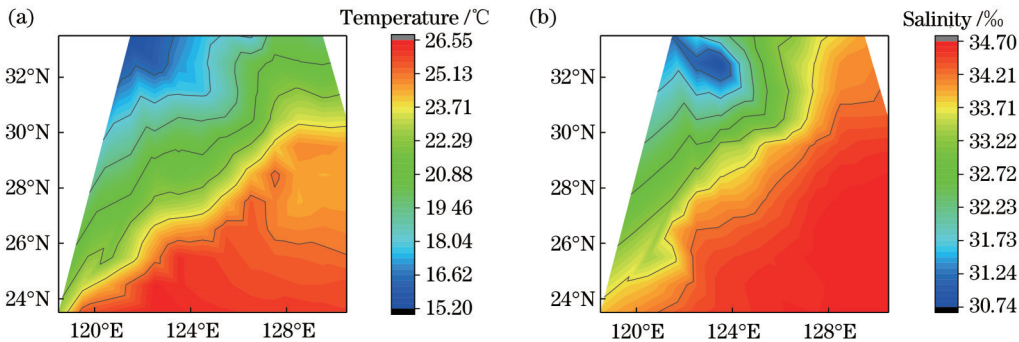 (a)
Temperature /℃
32°N
30°N
28°N
26°N
24°N
120°E 124°E 128°E
26.55
25.13
23.71
22.29
20.88
19.46
18.04
16.62
15.20
(b)
Salinity /‰
32°N
30°N
28°N
26°N
24°N
120°E 124°E 128°E
34.70
34.21
33.71
33.22
32.72
32.23
31.73
31.24
30.74